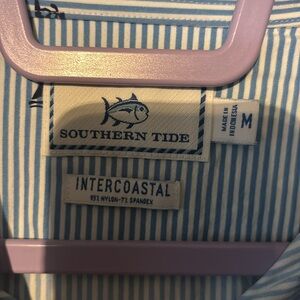 SOUTHERN TIDE
MADE IN
INDONESIA
M
INTERCOASTAL
93% NYLON-7% SPANDEX